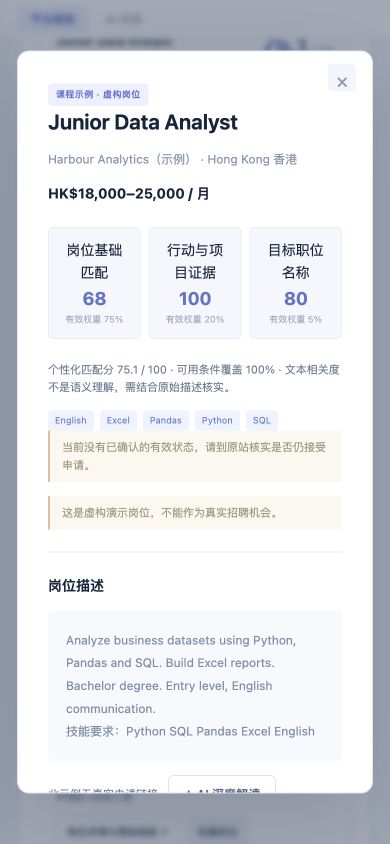 课程示例 · 虚构岗位
Junior Data Analyst
Harbour Analytics（示例） · Hong Kong 香港
HK$18,000–25,000 / 月
岗位基础
匹配
68
有效权重 75%
行动与项
目证据
100
有效权重 20%
目标职位
名称
80
有效权重 5%
个性化匹配分 75.1 / 100 · 可用条件覆盖 100% · 文本相关度
不是语义理解，需结合原始描述核实。
English Excel Pandas Python SQL
当前没有已确认的有效状态，请到原站核实是否仍接受
申请。
这是虚构演示岗位，不能作为真实招聘机会。
岗位描述
Analyze business datasets using Python,
Pandas and SQL. Build Excel reports.
Bachelor degree. Entry level, English
communication.
技能要求：Python SQL Pandas Excel English